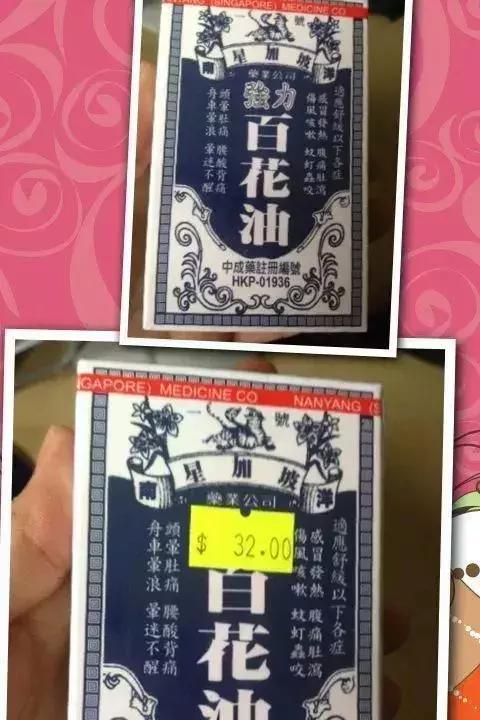 (SINGAPORE) MEDICINE CO
一 號
南 星加坡 洋
藥業公司
強力
百花油
適應舒緩以下各症
感冒發熱 腹痛肚瀉
傷風咳嗽 蚊釘蟲咬
頭暈肚痛 腰酸背痛
舟車暈浪 暈迷不醒
中成藥註冊編號
HKP-01936
NGAPORE) MEDICINE CO NANYANG (S
一 號
南 星加坡 洋
藥業公司
$ 32.00
百花油
適應舒緩以下各症
感冒發熱 腹痛肚瀉
傷風咳嗽 蚊釘蟲咬
頭暈肚痛 腰酸背痛
舟車暈浪 暈迷不醒